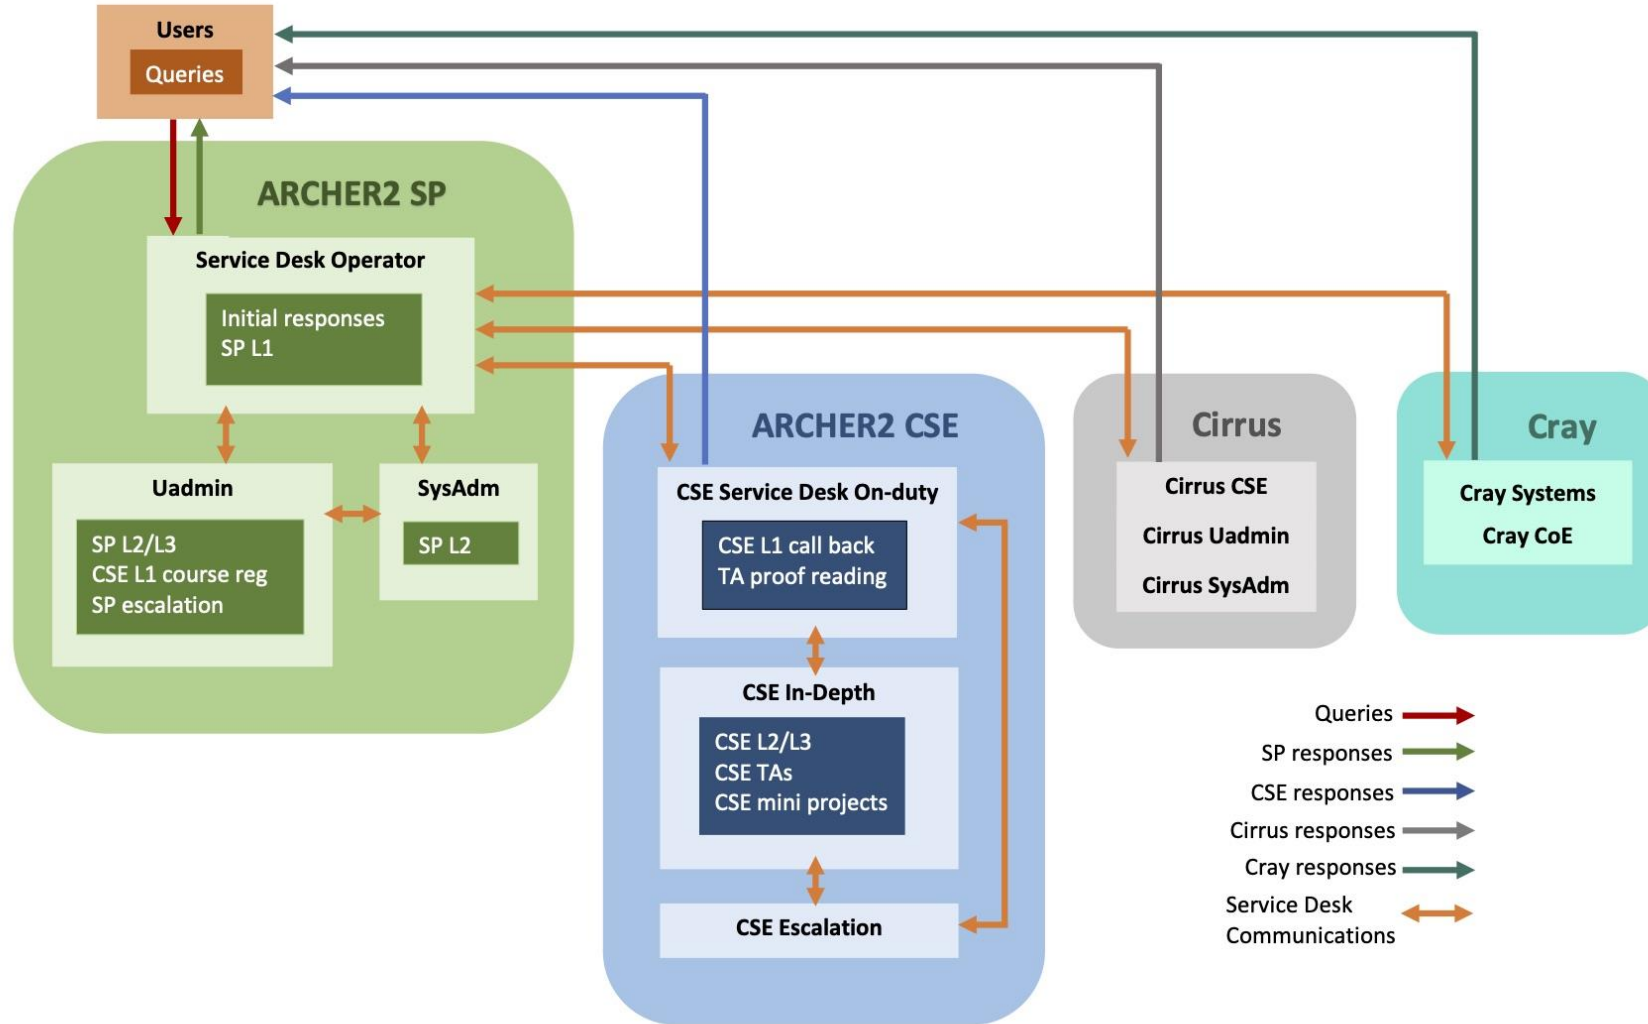 Users
Queries
ARCHER2 SP
Service Desk Operator
Initial responses
SP L1
Uadmin
SP L2/L3
CSE L1 course reg
SP escalation
SysAdm
SP L2
ARCHER2 CSE
CSE Service Desk On-duty
CSE L1 call back
TA proof reading
CSE In-Depth
CSE L2/L3
CSE TAs
CSE mini projects
CSE Escalation
Cirrus
Cirrus CSE
Cirrus Uadmin
Cirrus SysAdm
Cray
Cray Systems
Cray CoE
Queries
SP responses
CSE responses
Cirrus responses
Cray responses
Service Desk
Communications